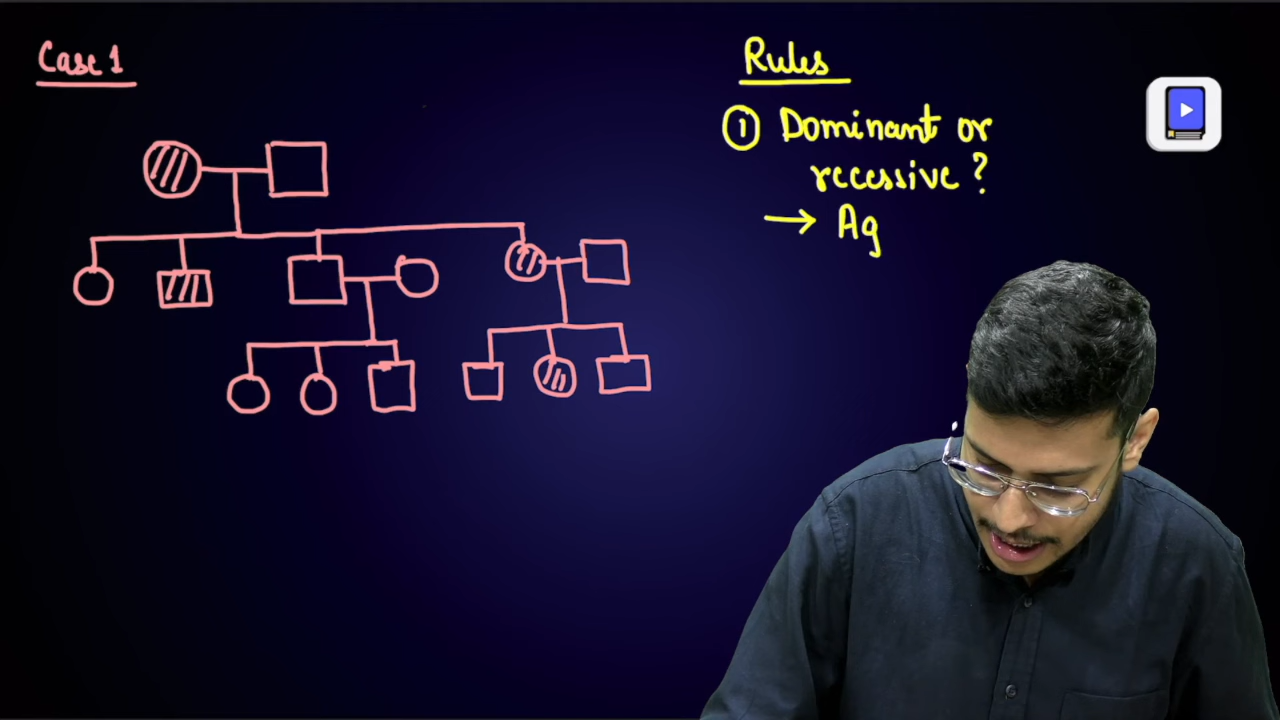 Case 1
Rules
① Dominant or
recessive ?
→ Ag